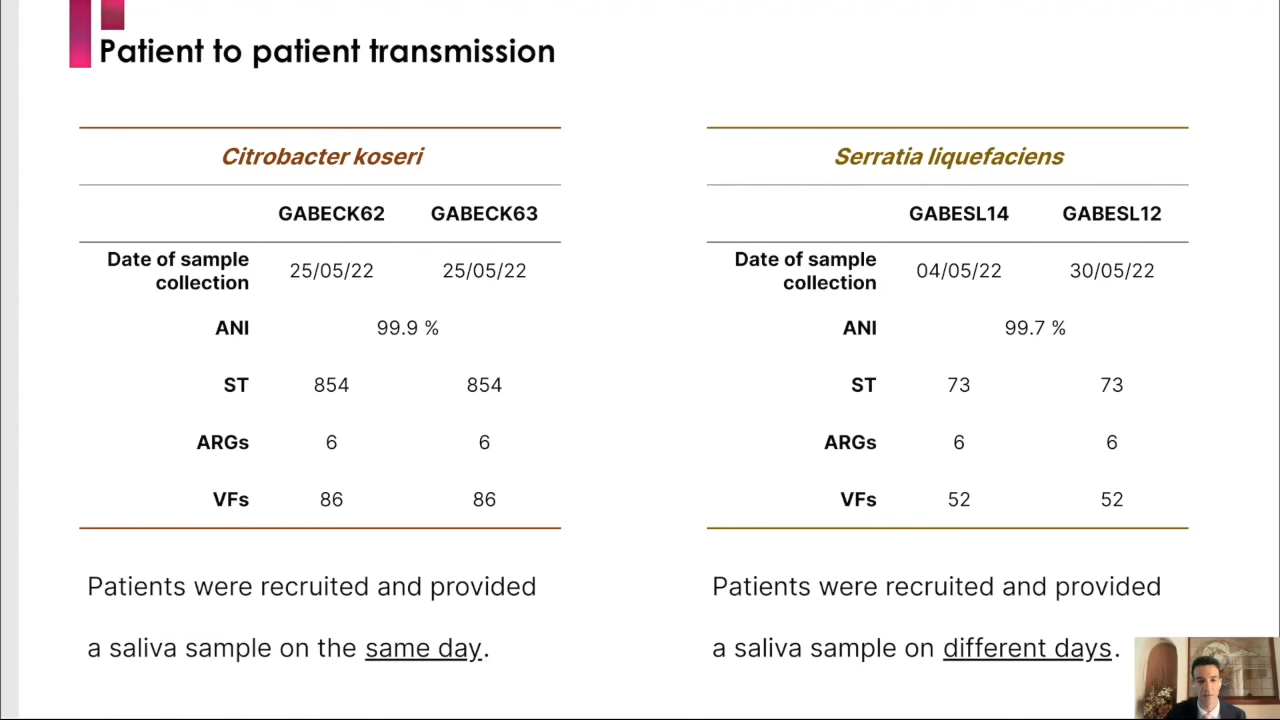 Patient to patient transmission
Citrobacter koseri
GABECK62 GABECK63
Date of sample
collection 25/05/22 25/05/22
ANI 99.9 %
ST 854 854
ARGs 6 6
VFs 86 86
Patients were recruited and provided
a saliva sample on the same day.
Serratia liquefaciens
GABESL14 GABESL12
Date of sample
collection 04/05/22 30/05/22
ANI 99.7 %
ST 73 73
ARGs 6 6
VFs 52 52
Patients were recruited and provided
a saliva sample on different days.